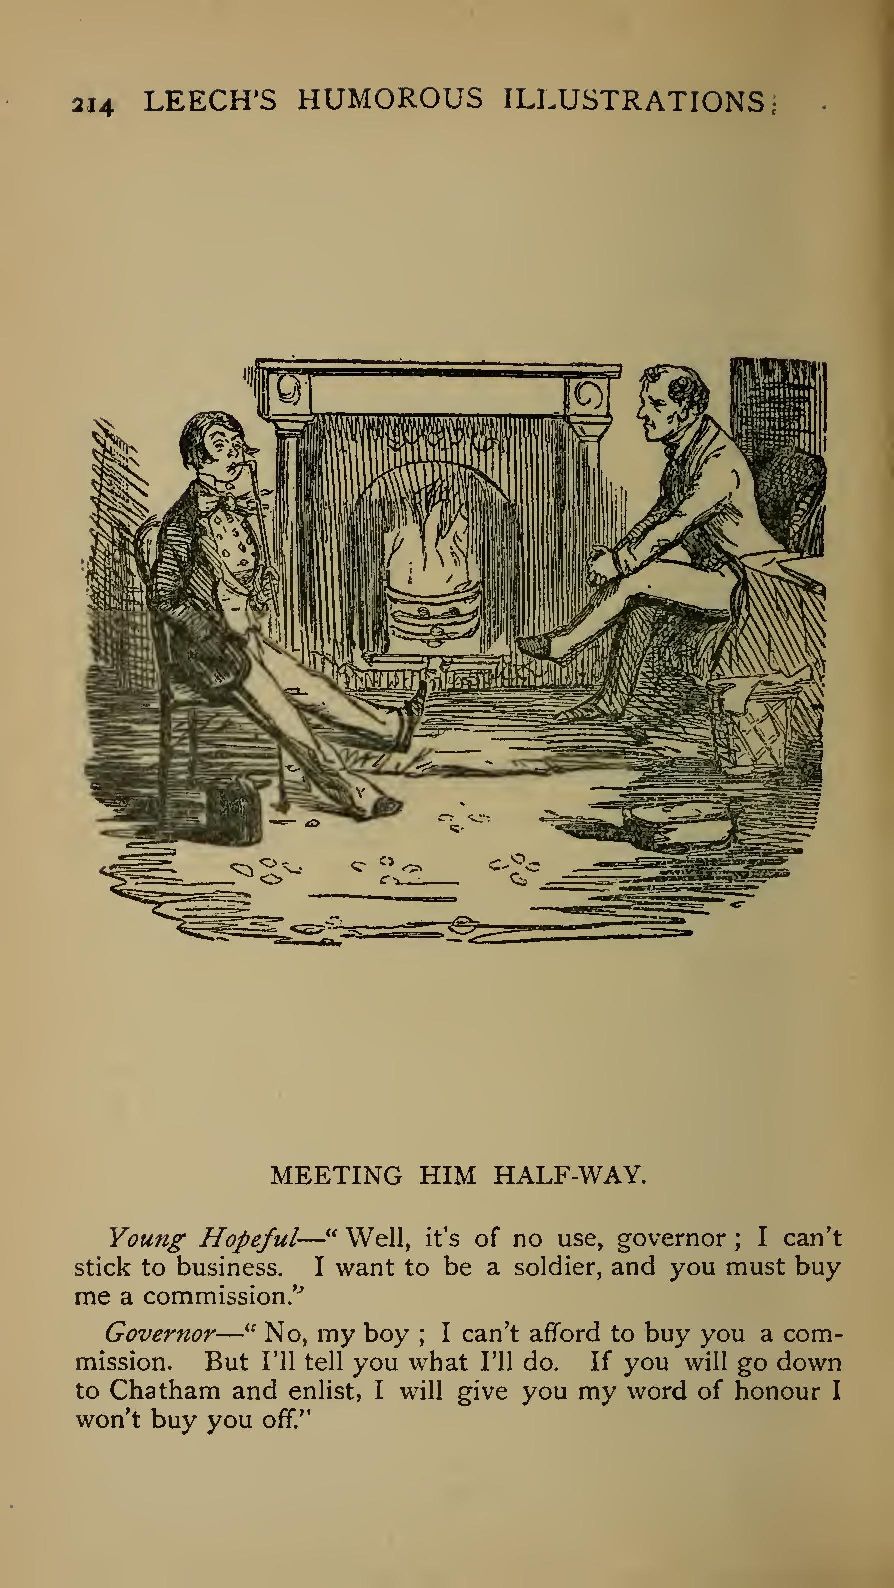 214 LEECH'S HUMOROUS ILLUSTRATIONS;
MEETING HIM HALF-WAY.
Young Hopeful—“ Well, it's of no use, governor ; I can't
stick to business. I want to be a soldier, and you must buy
me a commission.”
Governor—“ No, my boy ; I can't afford to buy you a com-
mission. But I'll tell you what I'll do. If you will go down
to Chatham and enlist, I will give you my word of honour I
won't buy you off.”